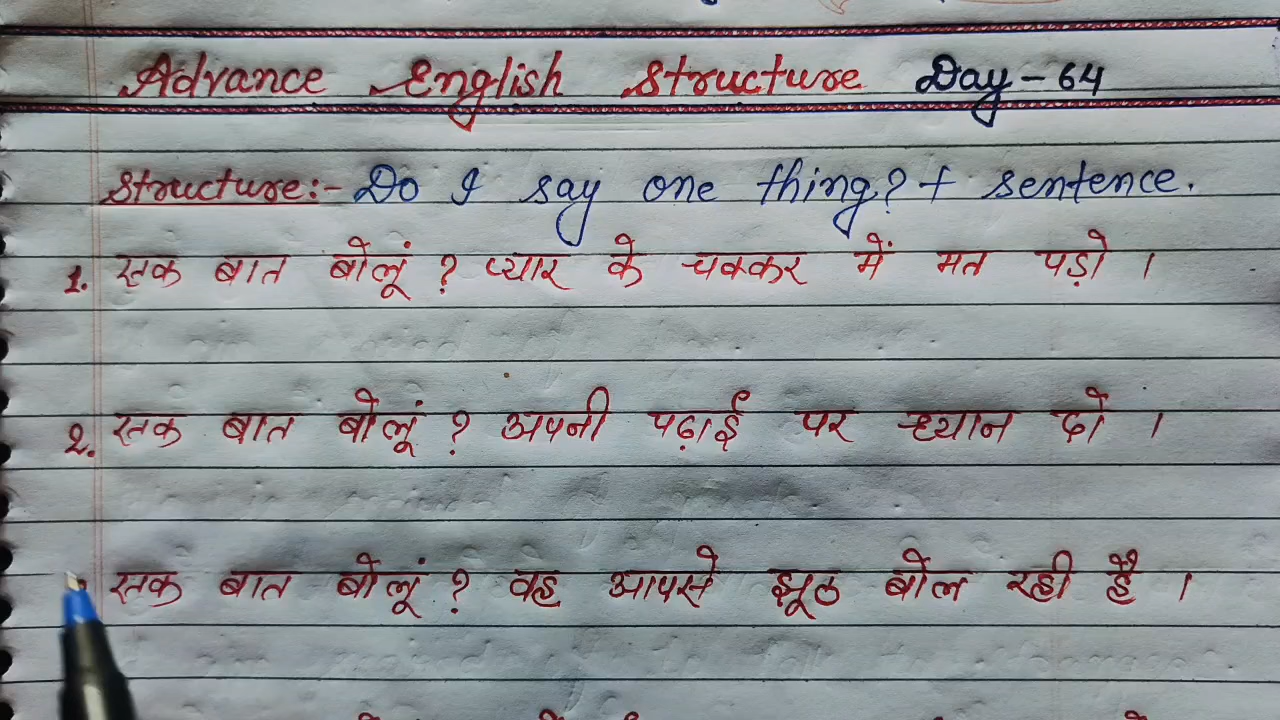 Advance English Structure Day-64
Structure:- Do I say one thing? + sentence.
1. एक बात बोलूं ? प्यार के चक्कर में मत पड़ो ।
2. एक बात बोलूं ? अपनी पढ़ाई पर ध्यान दो ।
एक बात बोलूं ? वह आपसे झूठ बोल रही है ।